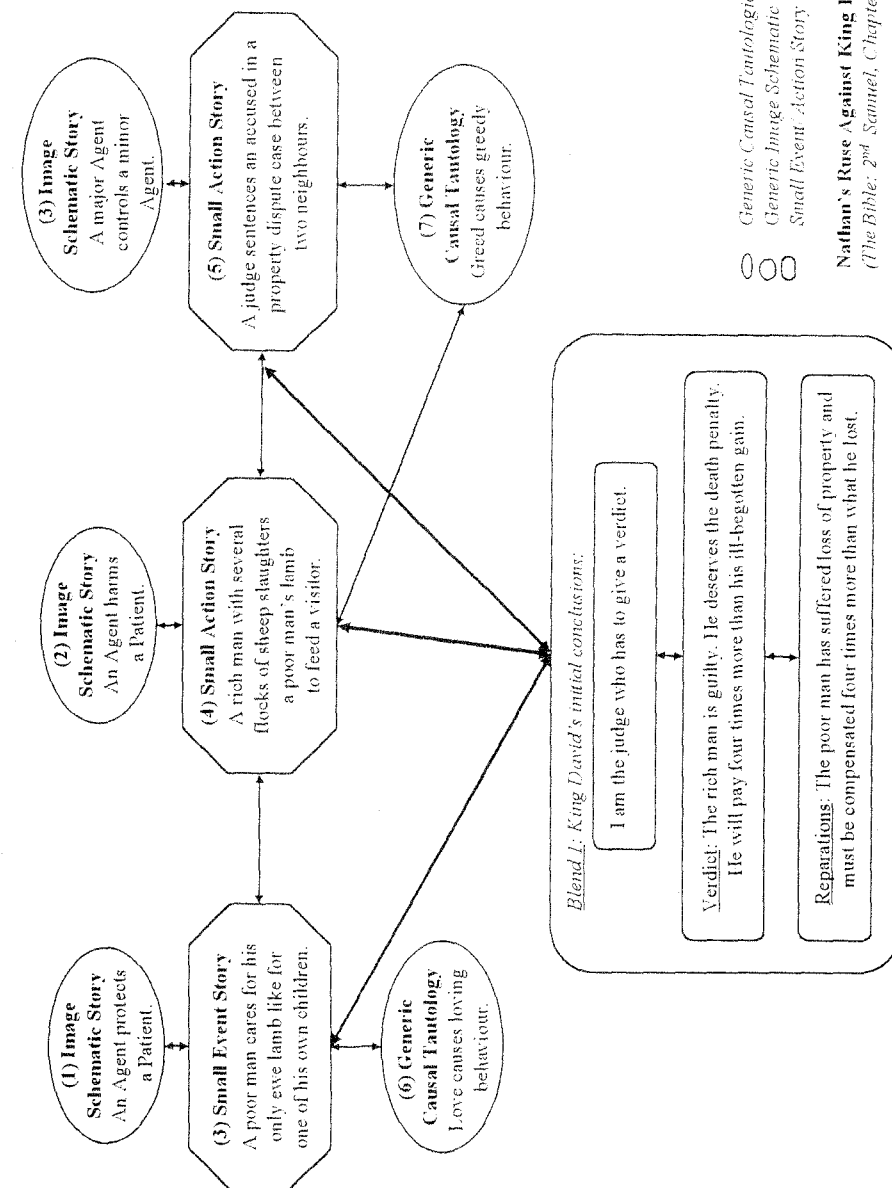 (1) Image
Schematic Story
An Agent protects
a Patient.
(2) Image
Schematic Story
An Agent harms
a Patient.
(3) Image
Schematic Story
A major Agent
controls a minor
Agent.
(3) Small Event Story
A poor man cares for his
only ewe lamb like for
one of his own children.
(4) Small Action Story
A rich man with several
flocks of sheep slaughters
a poor man`s lamb
to feed a visitor.
(5) Small Action Story
A judge sentences an accused in a
property dispute case between
two neighbours.
(6) Generic
Causal Tautology
Love causes loving
behaviour.
(7) Generic
Causal Tautology
Greed causes greedy
behaviour.
Blend 1: King David's initial conclusions:
I am the judge who has to give a verdict.
Verdict: The rich man is guilty. He deserves the death penalty.
He will pay four times more than his ill-begotten gain.
Reparations: The poor man has suffered loss of property and
must be compensated four times more than what he lost.
Generic Causal
Generic Image Schematic
Small Event/ Action Story
Nathan`s Ruse Against King
(The Bible: 2nd Samuel,